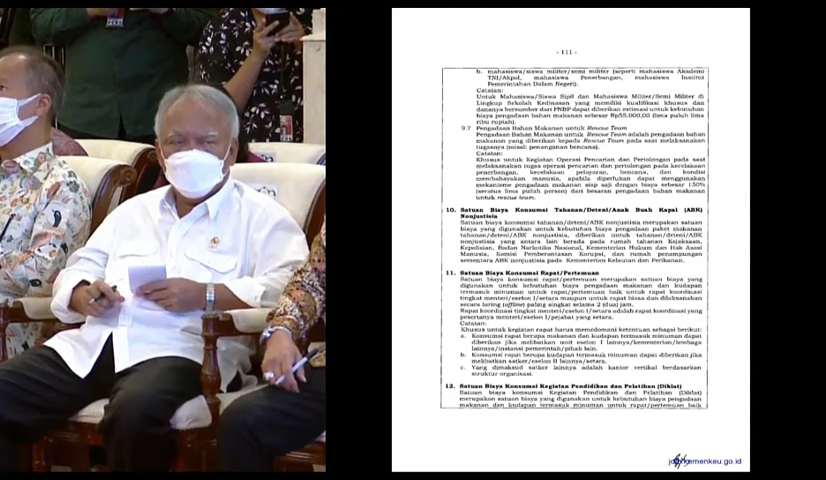 - 111 -
b. mahasiswa/siswa militer/semi militer (seperti mahasiswa Akademi
TNI/Akpol, mahasiswa Penerbangan, mahasiswa Institut
Pemerintahan Dalam Negeri).
Catatan:
Untuk Mahasiswa/Siswa Sipil dan Mahasiswa Militer/Semi Militer di
Lingkup Sekolah Kedinasan yang memiliki kualifikasi khusus dan
dananya bersumber dari PNBP dapat diberikan estimasi untuk kebutuhan
biaya pengadaan bahan makanan sebesar Rp55.000,00 (lima puluh lima
ribu rupiah).
9.7 Pengadaan Bahan Makanan untuk Rescue Team
Pengadaan Bahan Makanan untuk Rescue Team adalah pengadaan bahan
makanan yang diberikan kepada Rescue Team pada saat melaksanakan
tugasnya (misal: penanganan bencana).
Catatan:
Khusus untuk Kegiatan Operasi Pencarian dan Pertolongan pada saat
melaksanakan tugas operasi pencarian dan pertolongan pada kecelakaan
penerbangan, kecelakaan pelayaran, bencana, dan kondisi
membahayakan manusia, apabila diperlukan dapat menggunakan
mekanisme pengadaan makanan siap saji dengan biaya sebesar 150%
(seratus lima puluh persen) dari besaran pengadaan bahan makanan
untuk rescue team.
10. Satuan Biaya Konsumsi Tahanan/Deteni/Anak Buah Kapal (ABK)
Nonjustisia
Satuan biaya konsumsi tahanan/deteni/ABK nonjustisia merupakan satuan
biaya yang digunakan untuk kebutuhan biaya pengadaan paket makanan
tahanan/deteni/ABK nonjustisia, diberikan untuk tahanan/deteni/ABK
nonjustisia yang antara lain berada pada rumah tahanan Kejaksaan,
Kepolisian, Badan Narkotika Nasional, Kementerian Hukum dan Hak Asasi
Manusia, Komisi Pemberantasan Korupsi, dan rumah penampungan
sementara ABK nonjustisia pada Kementerian Kelautan dan Perikanan.
11. Satuan Biaya Konsumsi Rapat/Pertemuan
Satuan biaya konsumsi rapat/pertemuan merupakan satuan biaya yang
digunakan untuk kebutuhan biaya pengadaan makanan dan kudapan
termasuk minuman untuk rapat/pertemuan baik untuk rapat koordinasi
tingkat menteri/eselon I/setara maupun untuk rapat biasa dan dilaksanakan
secara luring (offline) paling singkat selama 2 (dua) jam.
Rapat koordinasi tingkat menteri/eselon I/setara adalah rapat koordinasi yang
pesertanya menteri/eselon I/pejabat yang setara.
Catatan:
Khusus untuk kegiatan rapat harus memedomani ketentuan sebagai berikut:
a. Konsumsi rapat berupa makanan dan kudapan termasuk minuman dapat
diberikan jika melibatkan unit eselon I lainnya/kementerian/lembaga
lainnya/instansi pemerintah/pihak lain.
b. Konsumsi rapat berupa kudapan termasuk minuman dapat diberikan jika
melibatkan satker/eselon II lainnya/setara.
c. Yang dimaksud satker lainnya adalah kantor vertikal berdasarkan
struktur organisasi.
12. Satuan Biaya Konsumsi Kegiatan Pendidikan dan Pelatihan (Diklat)
Satuan biaya konsumsi Kegiatan Pendidikan dan Pelatihan (Diklat)
merupakan satuan biaya yang digunakan untuk kebutuhan biaya pengadaan
makanan dan kudapan termasuk minuman untuk rapat/pertemuan baik
kemenkeu.go.id